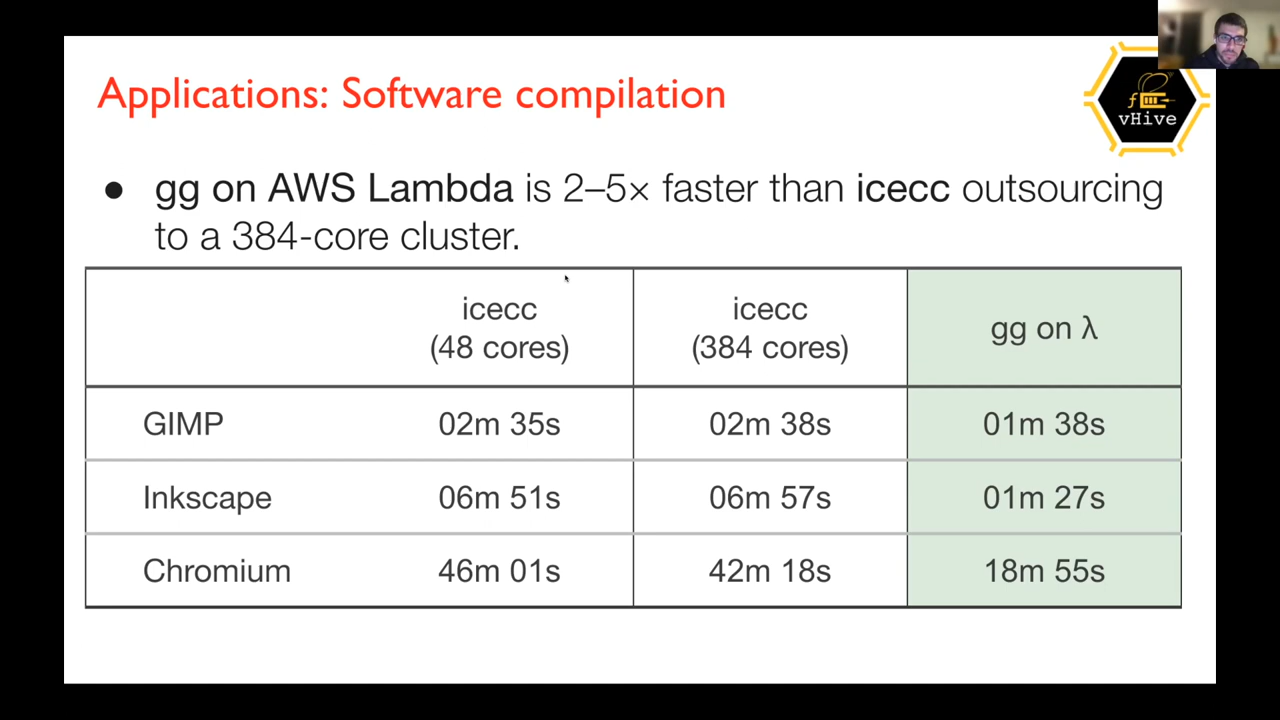 Applications: Software compilation
f
vHive
● gg on AWS Lambda is 2–5× faster than icecc outsourcing
to a 384-core cluster.
icecc (48 cores) icecc (384 cores) gg on λ
GIMP 02m 35s 02m 38s 01m 38s
Inkscape 06m 51s 06m 57s 01m 27s
Chromium 46m 01s 42m 18s 18m 55s